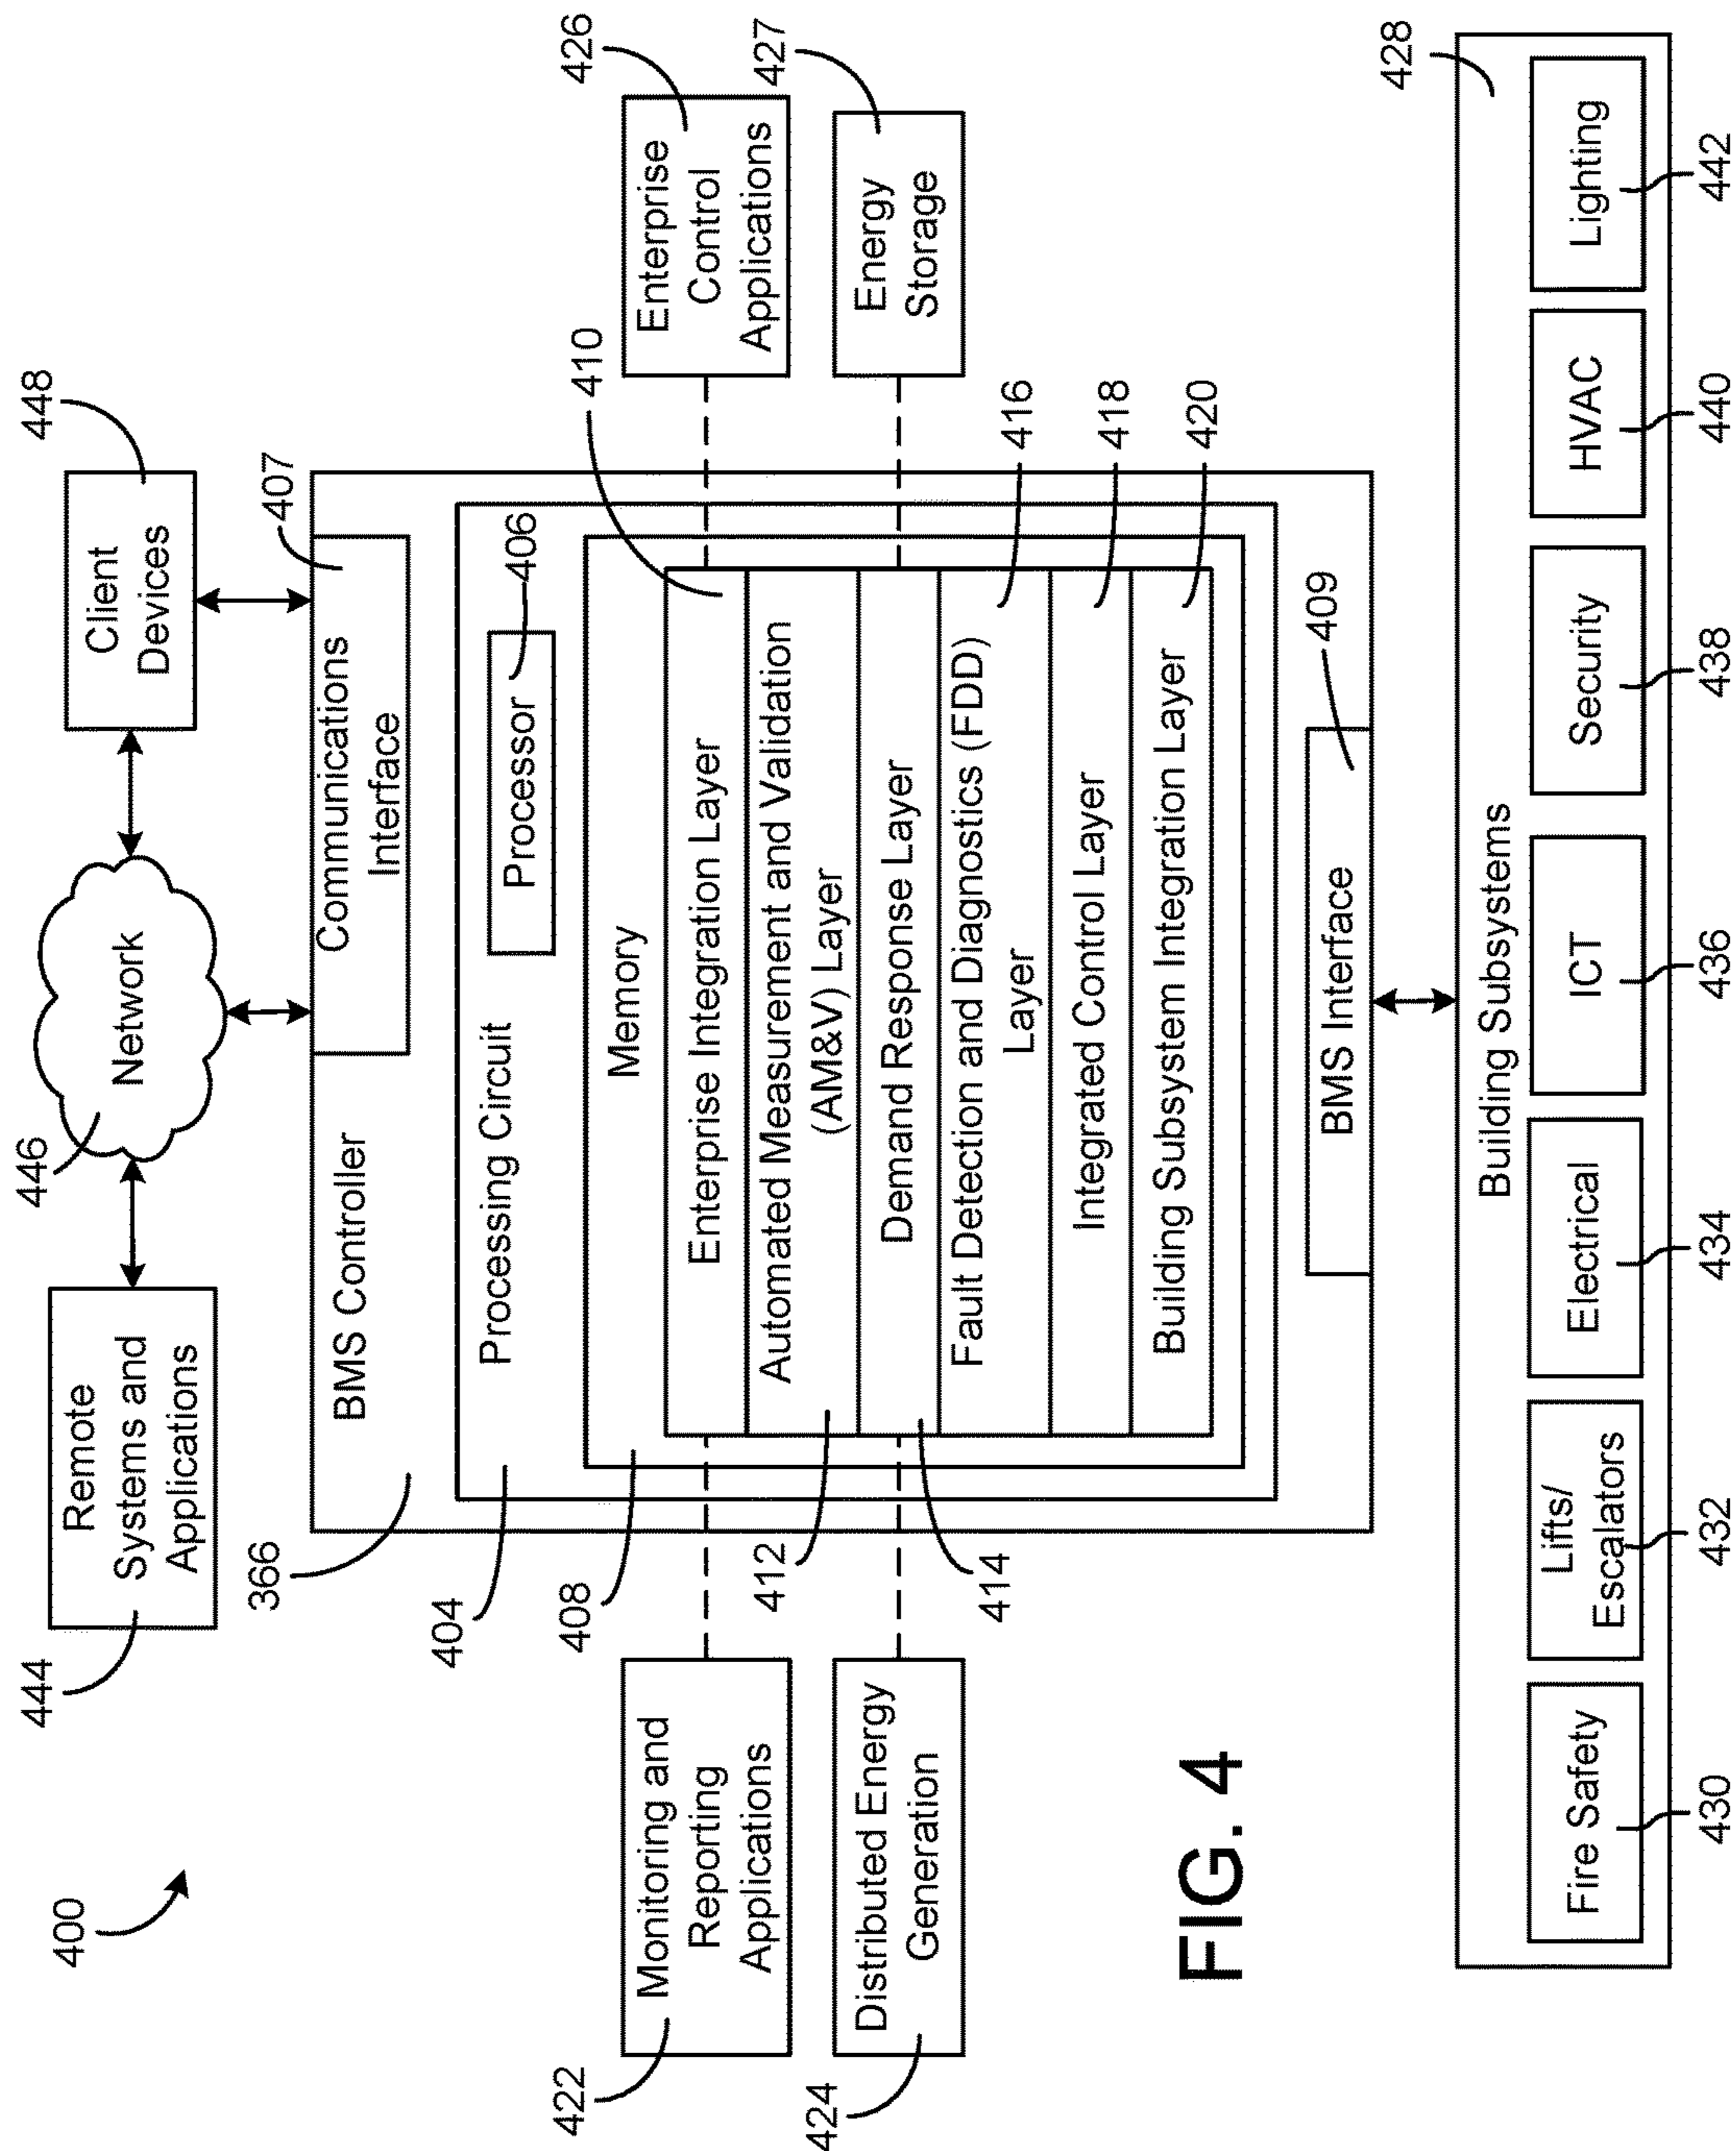 400
446
Network
444
Remote
Systems and
Applications
448
Client
Devices
366
BMS Controller
407
Communications
Interface
404
Processing Circuit
Processor
406
408
Memory
410
Enterprise Integration Layer
Automated Measurement and Validation
(AM&V) Layer
412
Demand Response Layer
414
Fault Detection and Diagnostics (FDD)
Layer
416
Integrated Control Layer
418
Building Subsystem Integration Layer
420
BMS Interface
409
422
Monitoring and
Reporting
Applications
424
Distributed Energy
Generation
426
Enterprise
Control
Applications
427
Energy
Storage
FIG. 4
428
Building Subsystems
Fire Safety
Lifts/
Escalators
Electrical
ICT
Security
HVAC
Lighting
430
432
434
436
438
440
442